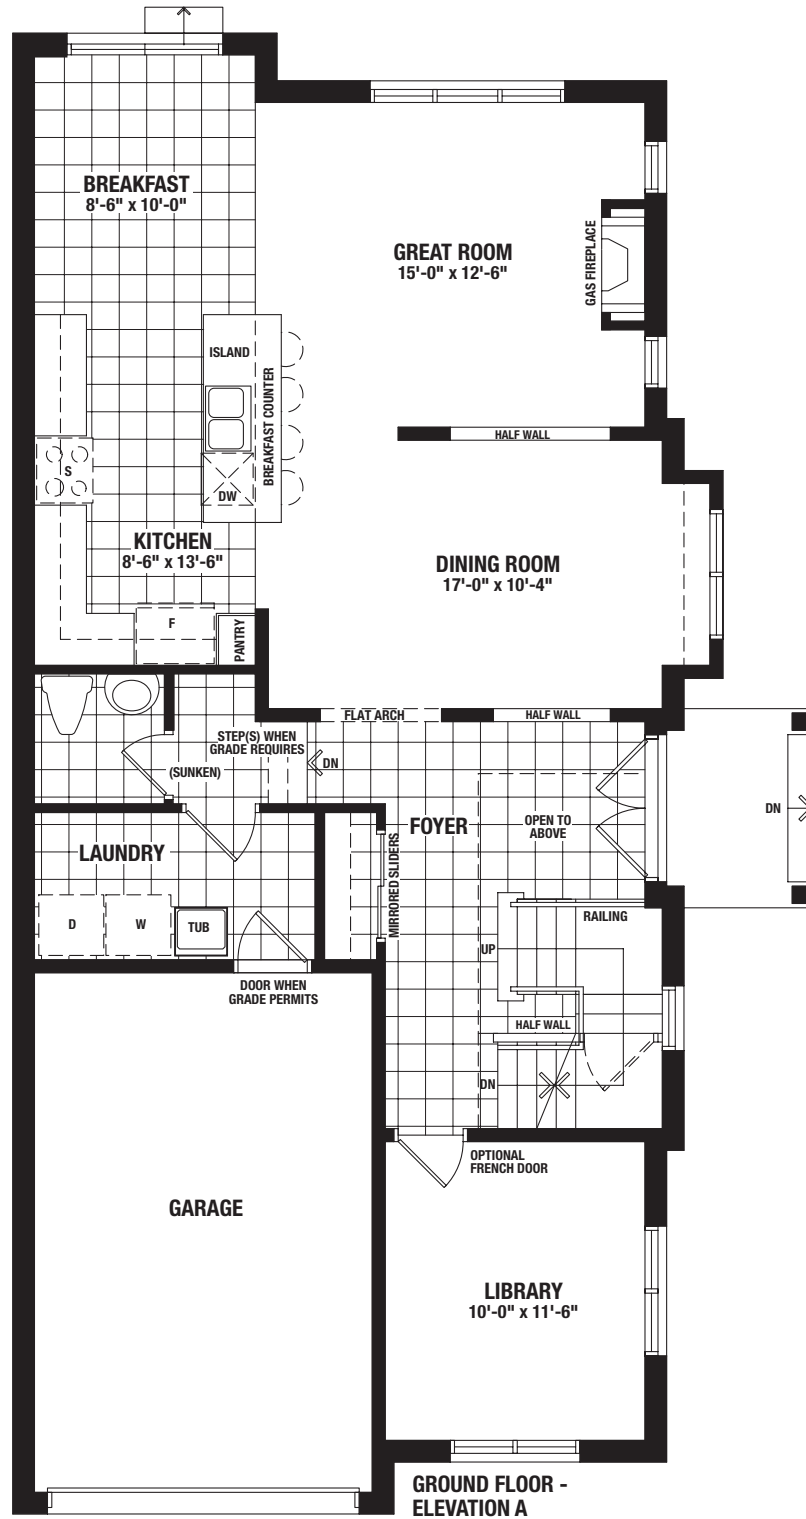 BREAKFAST
8'-6" x 10'-0"
GREAT ROOM
15'-0" x 12'-6"
GAS FIREPLACE
ISLAND
BREAKFAST COUNTER
HALF WALL
S
DW
KITCHEN
8'-6" x 13'-6"
DINING ROOM
17'-0" x 10'-4"
F
PANTRY
FLAT ARCH
HALF WALL
STEP(S) WHEN
GRADE REQUIRES
DN
(SUNKEN)
FOYER
OPEN TO
ABOVE
DN
LAUNDRY
MIRRORED SLIDERS
D
W
TUB
RAILING
UP
DOOR WHEN
GRADE PERMITS
HALF WALL
DN
OPTIONAL
FRENCH DOOR
GARAGE
LIBRARY
10'-0" x 11'-6"
GROUND FLOOR -
ELEVATION A